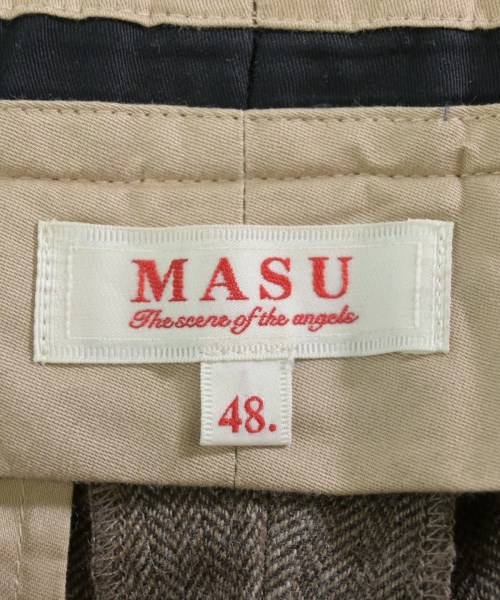 MASU
The scene of the angels
48.